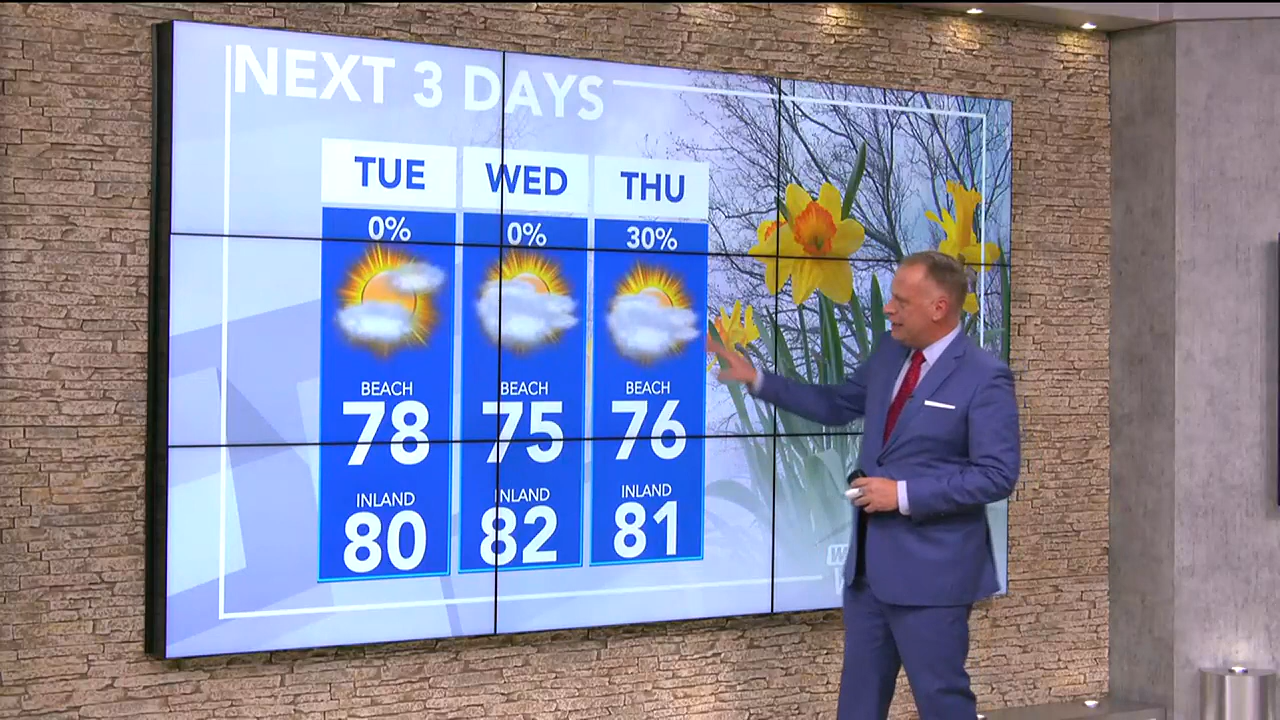 NEXT 3 DAYS
TUE WED THU
0% 0% 30%
BEACH BEACH BEACH
78 75 76
INLAND INLAND INLAND
80 82 81